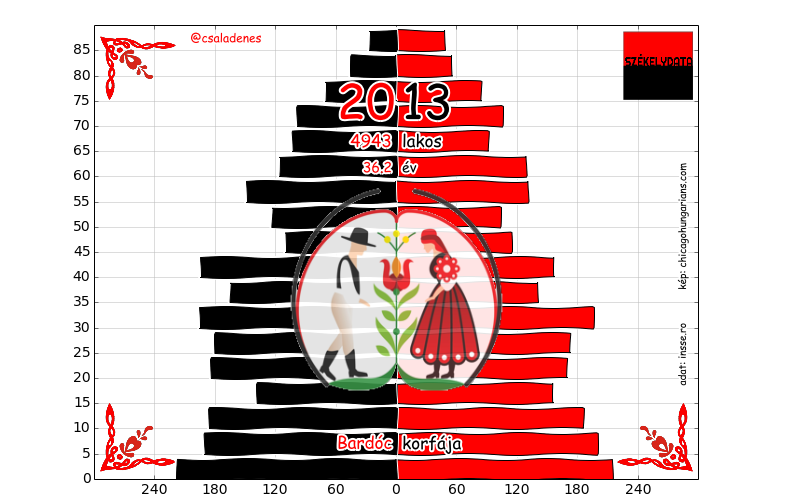 @csaladenes
SZÉKELYDATA
2013
4943 lakos
36.2 év
kép: chicagohungarians.com
adat: insse.ro
Bardóc korfája
85
80
75
70
65
60
55
50
45
40
35
30
25
20
15
10
5
0
240 180 120 60 0 60 120 180 240